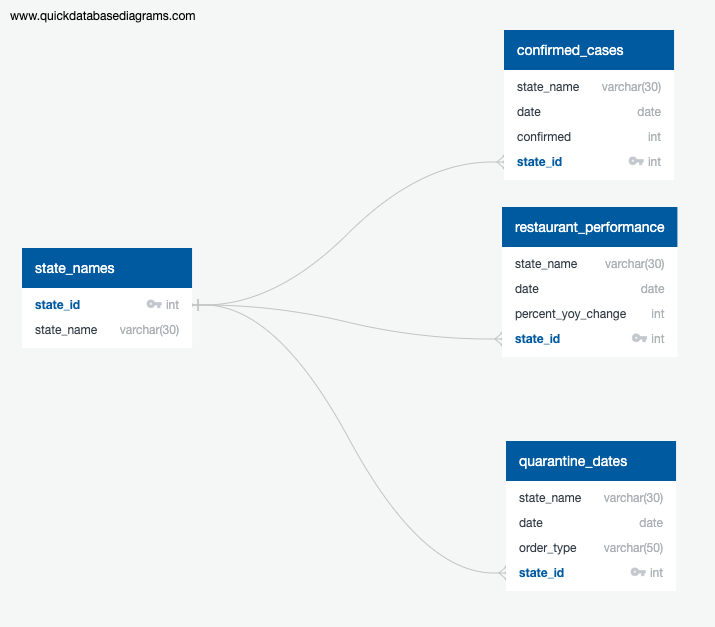 www.quickdatabasediagrams.com
confirmed_cases
state_name varchar(30)
date date
confirmed int
state_id int
restaurant_performance
state_name varchar(30)
date date
percent_yoy_change int
state_id int
state_names
state_id int
state_name varchar(30)
quarantine_dates
state_name varchar(30)
date date
order_type varchar(50)
state_id int